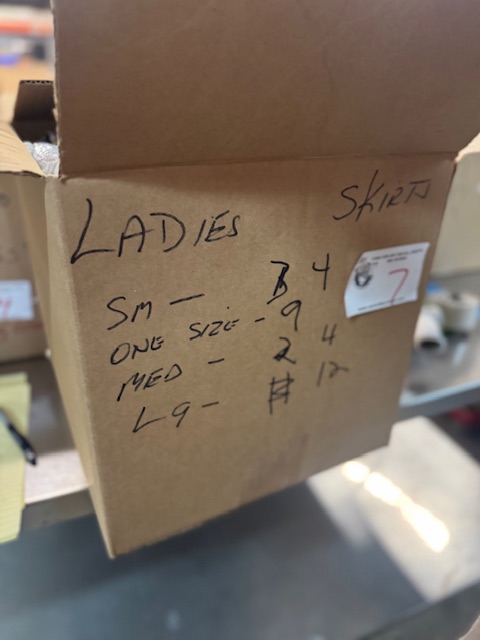 LADIES SKIRTS
SM - 4
ONE SIZE - 9
MED - 2 4
LG - 12
7